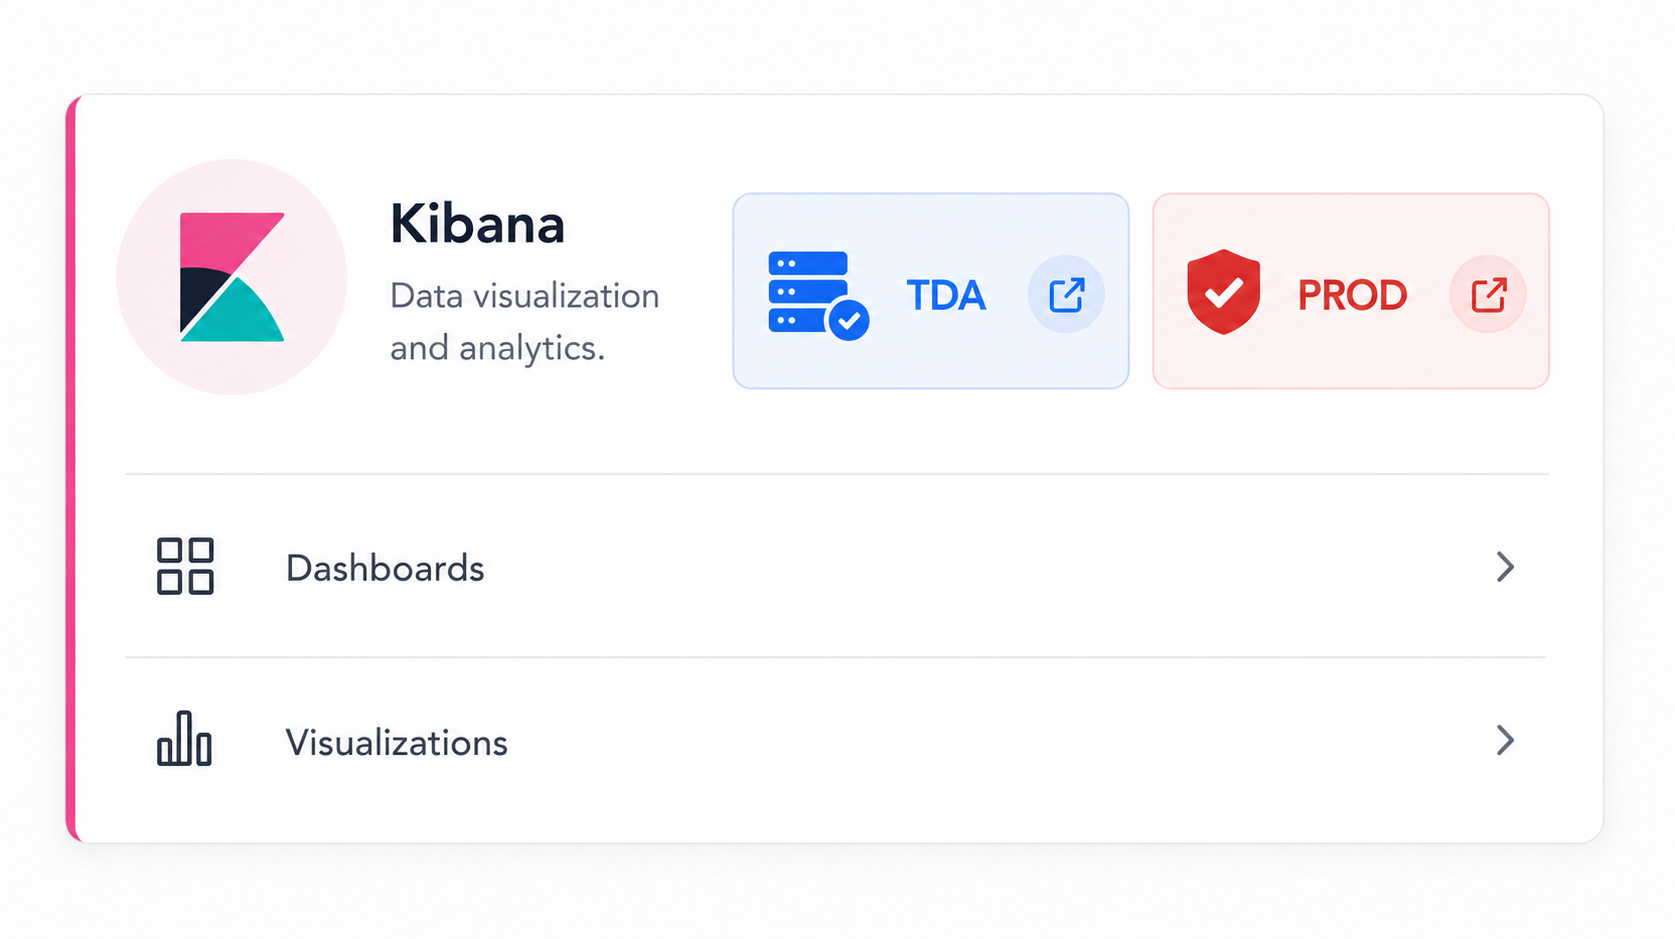 Kibana
Data visualization
and analytics.
TDA
PROD
Dashboards
Visualizations